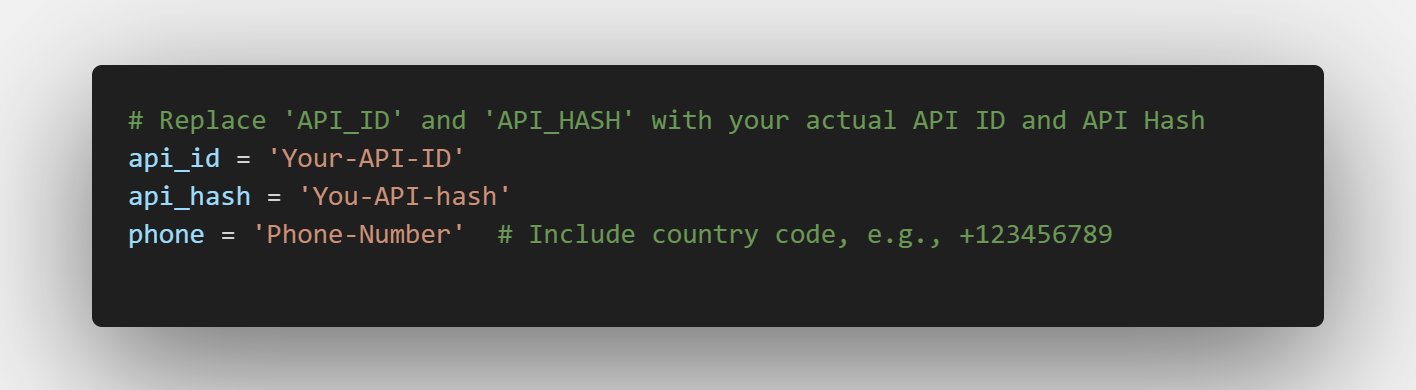 # Replace 'API_ID' and 'API_HASH' with your actual API ID and API Hash
api_id = 'Your-API-ID'
api_hash = 'You-API-hash'
phone = 'Phone-Number'  # Include country code, e.g., +123456789